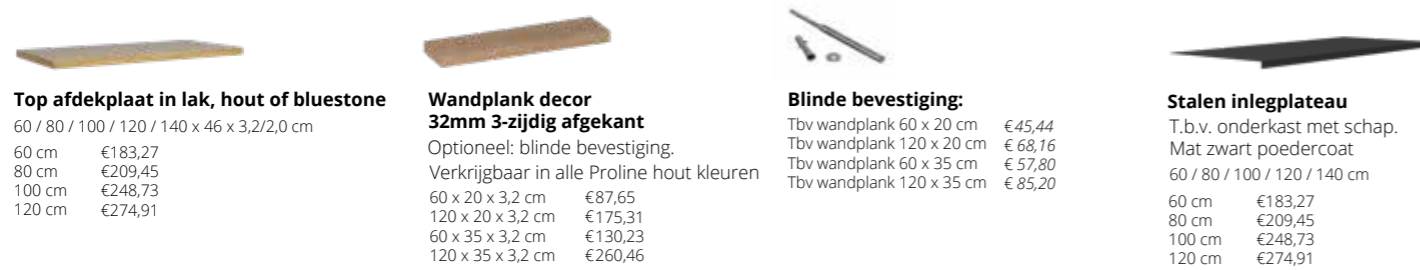 Top afdekplaat in lak, hout of bluestone
60 / 80 / 100 / 120 / 140 x 46 x 3,2/2,0 cm
60 cm €183,27
80 cm €209,45
100 cm €248,73
120 cm €274,91
Wandplank decor
32mm 3-zijdig afgekant
Optioneel: blinde bevestiging.
Verkrijgbaar in alle Proline hout kleuren
60 x 20 x 3,2 cm €87,65
120 x 20 x 3,2 cm €175,31
60 x 35 x 3,2 cm €130,23
120 x 35 x 3,2 cm €260,46
Blinde bevestiging:
Tbv wandplank 60 x 20 cm €45,44
Tbv wandplank 120 x 20 cm € 68,16
Tbv wandplank 60 x 35 cm € 57,80
Tbv wandplank 120 x 35 cm € 85,20
Stalen inlegplateau
T.b.v. onderkast met schap.
Mat zwart poedercoat
60 / 80 / 100 / 120 / 140 cm
60 cm €183,27
80 cm €209,45
100 cm €248,73
120 cm €274,91